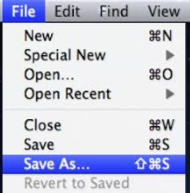 File Edit Find View
New ⌘N
Special New ▶
Open... ⌘O
Open Recent ▶
Close ⌘W
Save ⌘S
Save As... ⇧⌘S
Revert to Saved